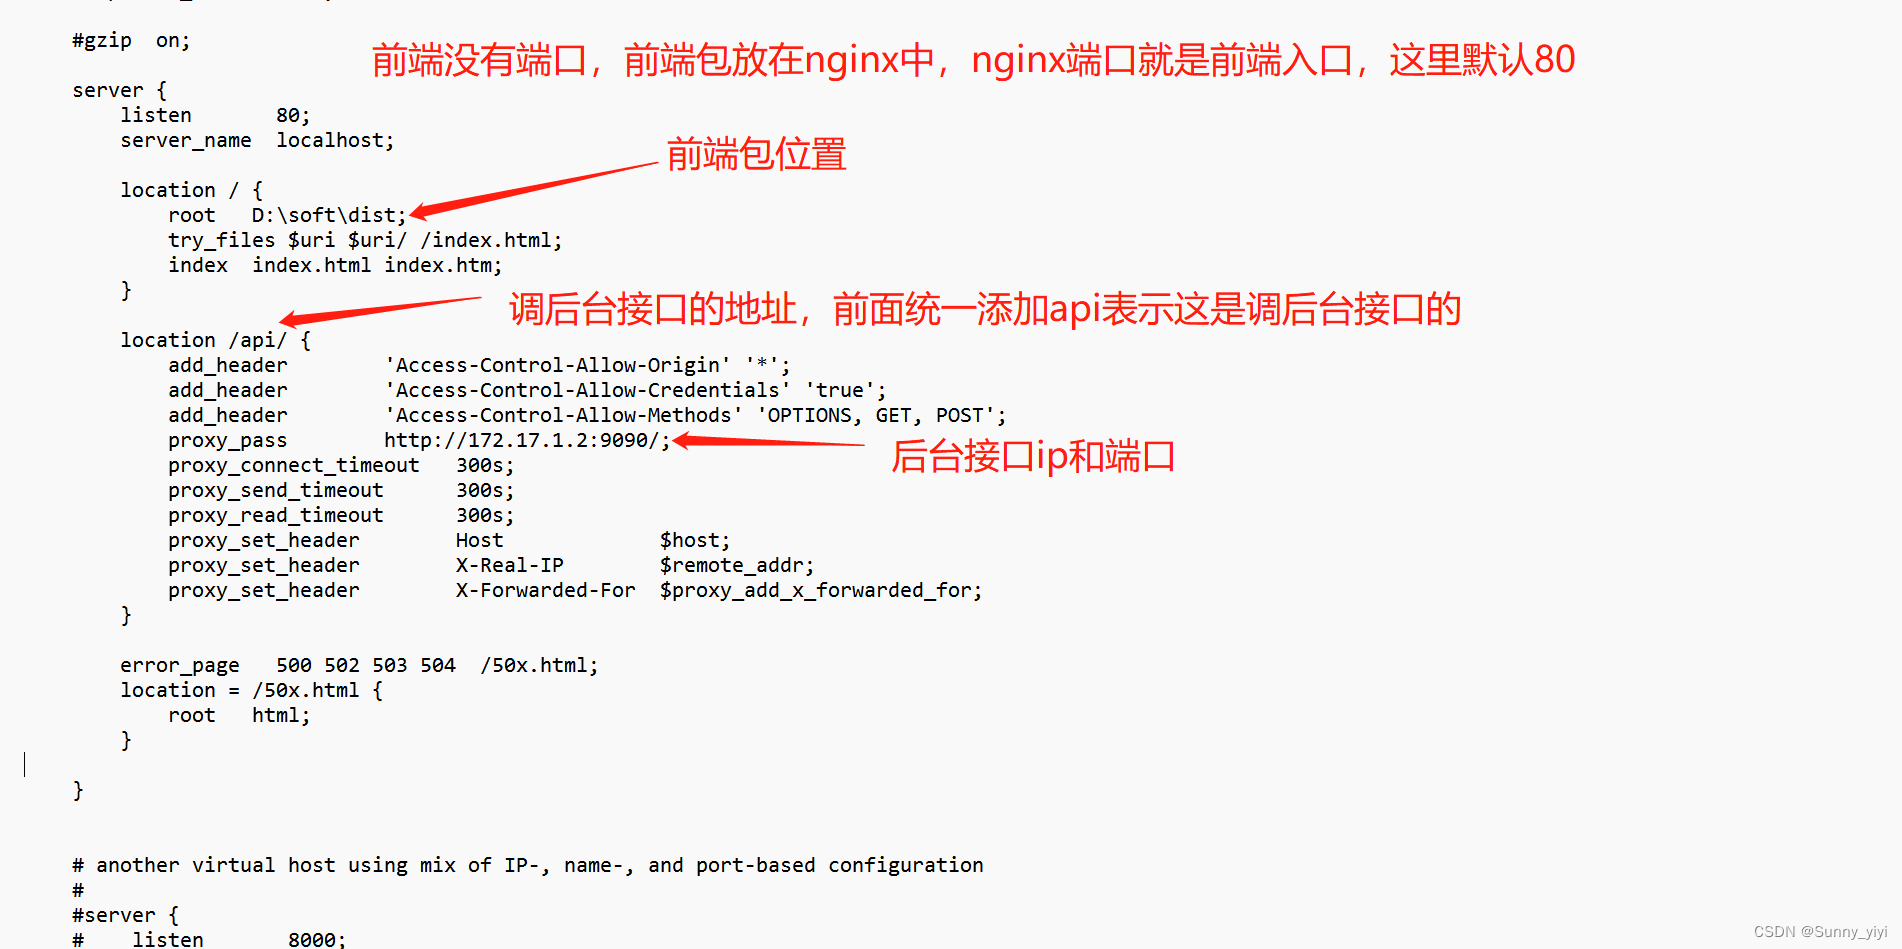 #gzip  on;
前端没有端口，前端包放在nginx中，nginx端口就是前端入口，这里默认80
server {
listen       80;
server_name  localhost;
前端包位置
location / {
root   D:\soft\dist;
try_files $uri $uri/ /index.html;
index  index.html index.htm;
}
调后台接口的地址，前面统一添加api表示这是调后台接口的
location /api/ {
add_header        'Access-Control-Allow-Origin' '*';
add_header        'Access-Control-Allow-Credentials' 'true';
add_header        'Access-Control-Allow-Methods' 'OPTIONS, GET, POST';
proxy_pass        http://172.17.1.2:9090/;
后台接口ip和端口
proxy_connect_timeout   300s;
proxy_send_timeout      300s;
proxy_read_timeout      300s;
proxy_set_header        Host             $host;
proxy_set_header        X-Real-IP        $remote_addr;
proxy_set_header        X-Forwarded-For  $proxy_add_x_forwarded_for;
}
error_page   500 502 503 504  /50x.html;
location = /50x.html {
root   html;
}
}
# another virtual host using mix of IP-, name-, and port-based configuration
#
#server {
#    listen       8000;
CSDN @Sunny_yiyi